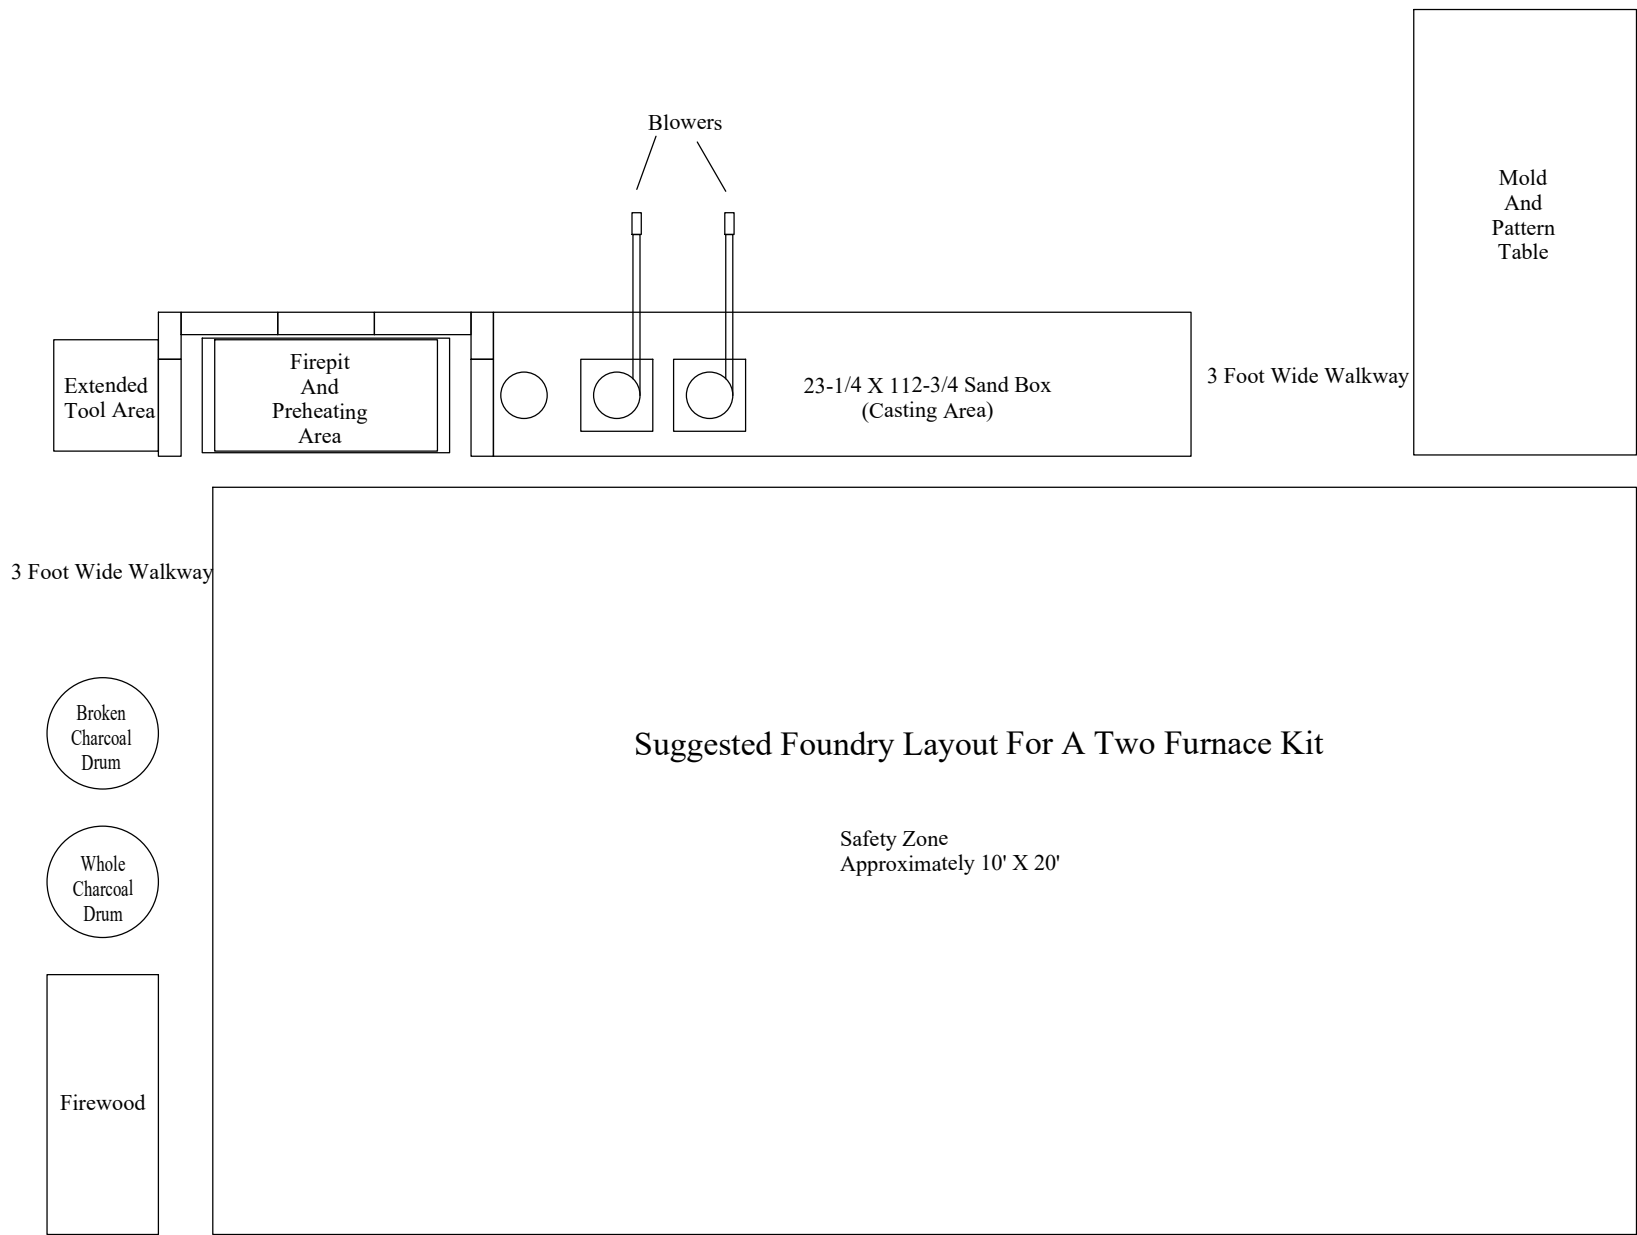 Blowers
Mold
And
Pattern
Table
Extended
Tool Area
Firepit
And
Preheating
Area
23-1/4 X 112-3/4 Sand Box
(Casting Area)
3 Foot Wide Walkway
3 Foot Wide Walkway
Broken
Charcoal
Drum
Suggested Foundry Layout For A Two Furnace Kit
Safety Zone
Approximately 10' X 20'
Whole
Charcoal
Drum
Firewood